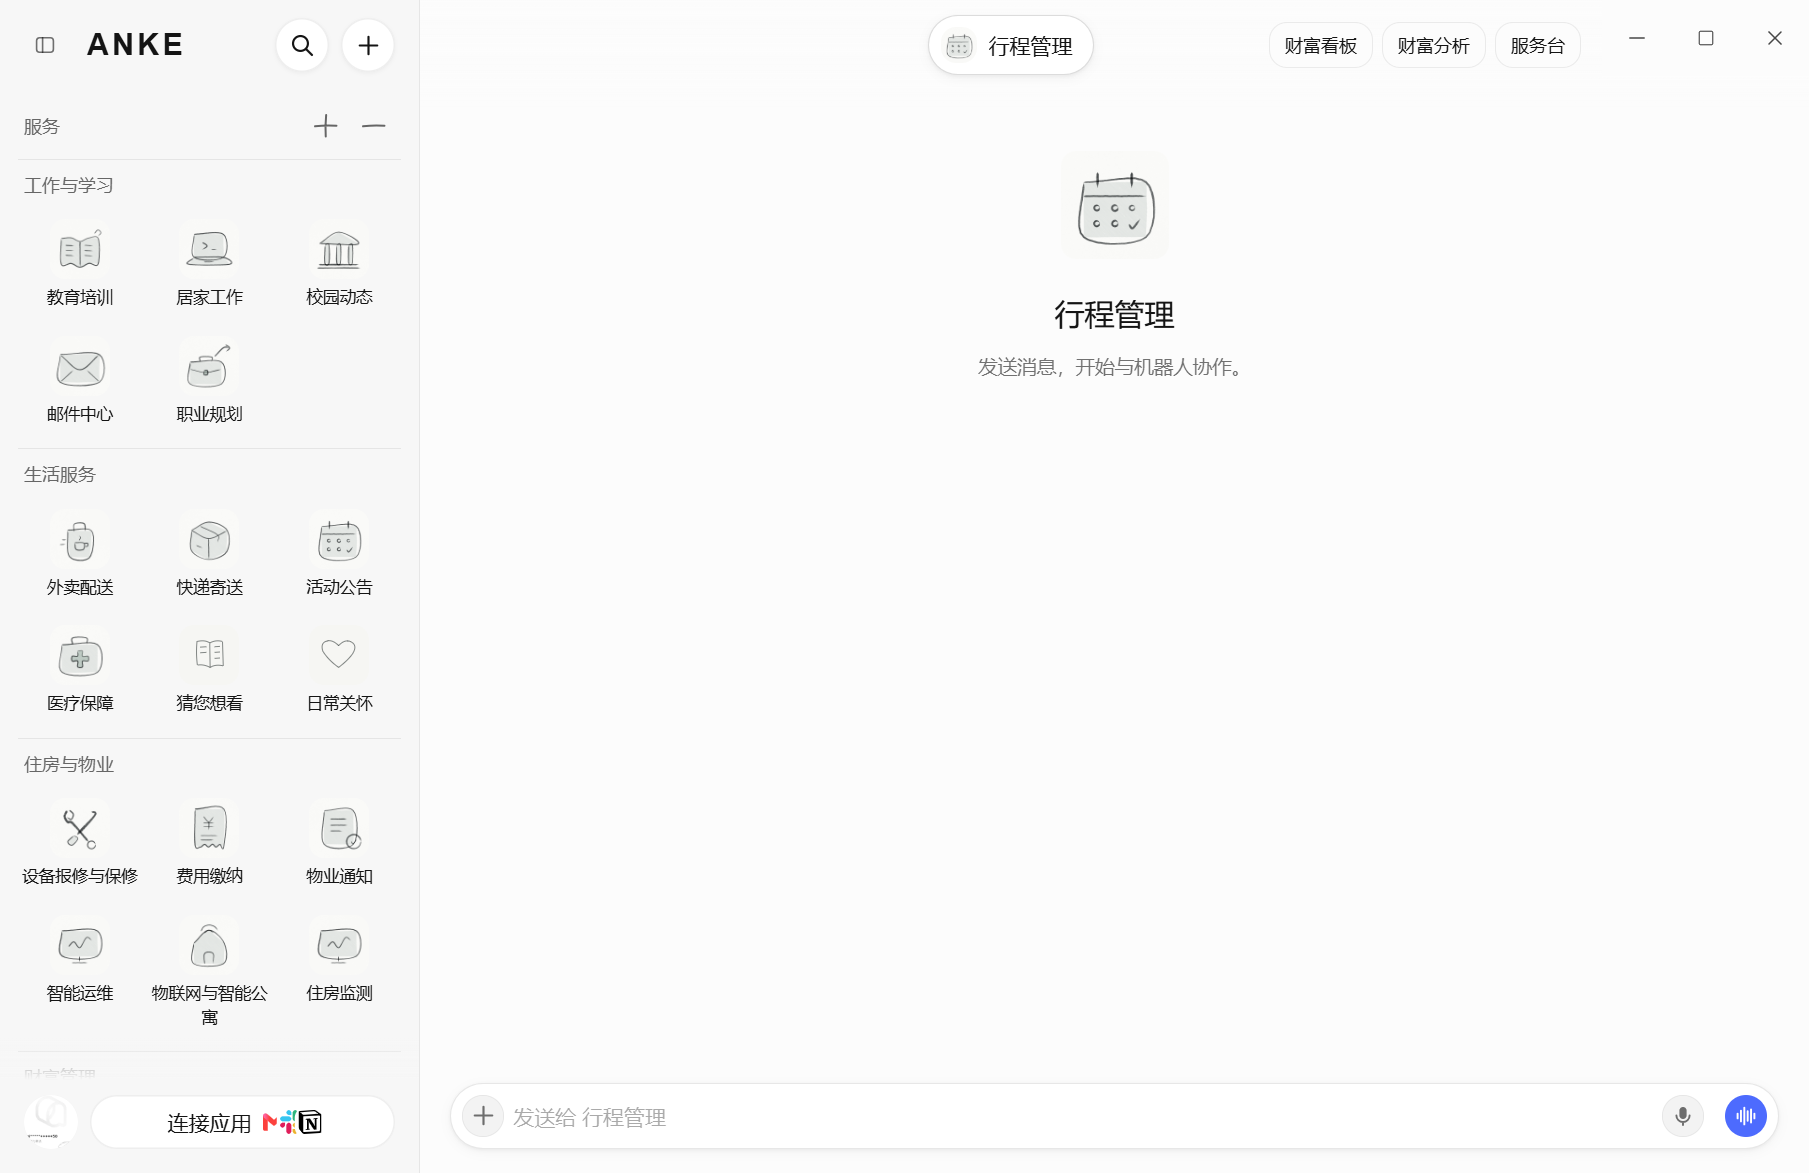 ANKE
行程管理
财富看板
财富分析
服务台
服务
工作与学习
教育培训
居家工作
校园动态
邮件中心
职业规划
生活服务
外卖配送
快递寄送
活动公告
医疗保障
猜您想看
日常关怀
住房与物业
设备报修与保修
费用缴纳
物业通知
智能运维
物联网与智能公
寓
住房监测
财富管理
连接应用
行程管理
发送消息，开始与机器人协作。
发送给 行程管理